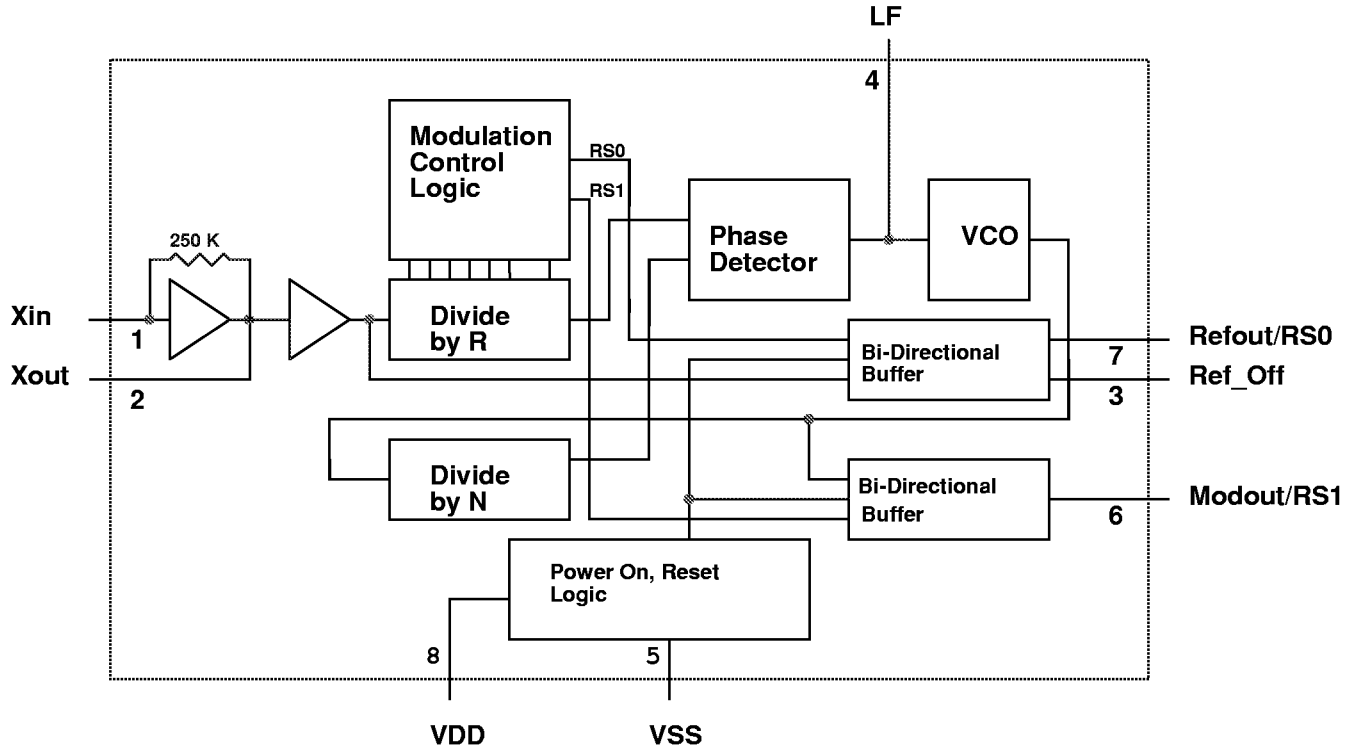 LF
4
Modulation
Control
Logic
RS0
RS1
250 K
Phase
Detector
VCO
Xin
1
Divide
by R
Bi-Directional
Buffer
7
Refout/RS0
Xout
2
3
Ref_Off
Divide
by N
Bi-Directional
Buffer
6
Modout/RS1
Power On, Reset
Logic
8
5
VDD
VSS